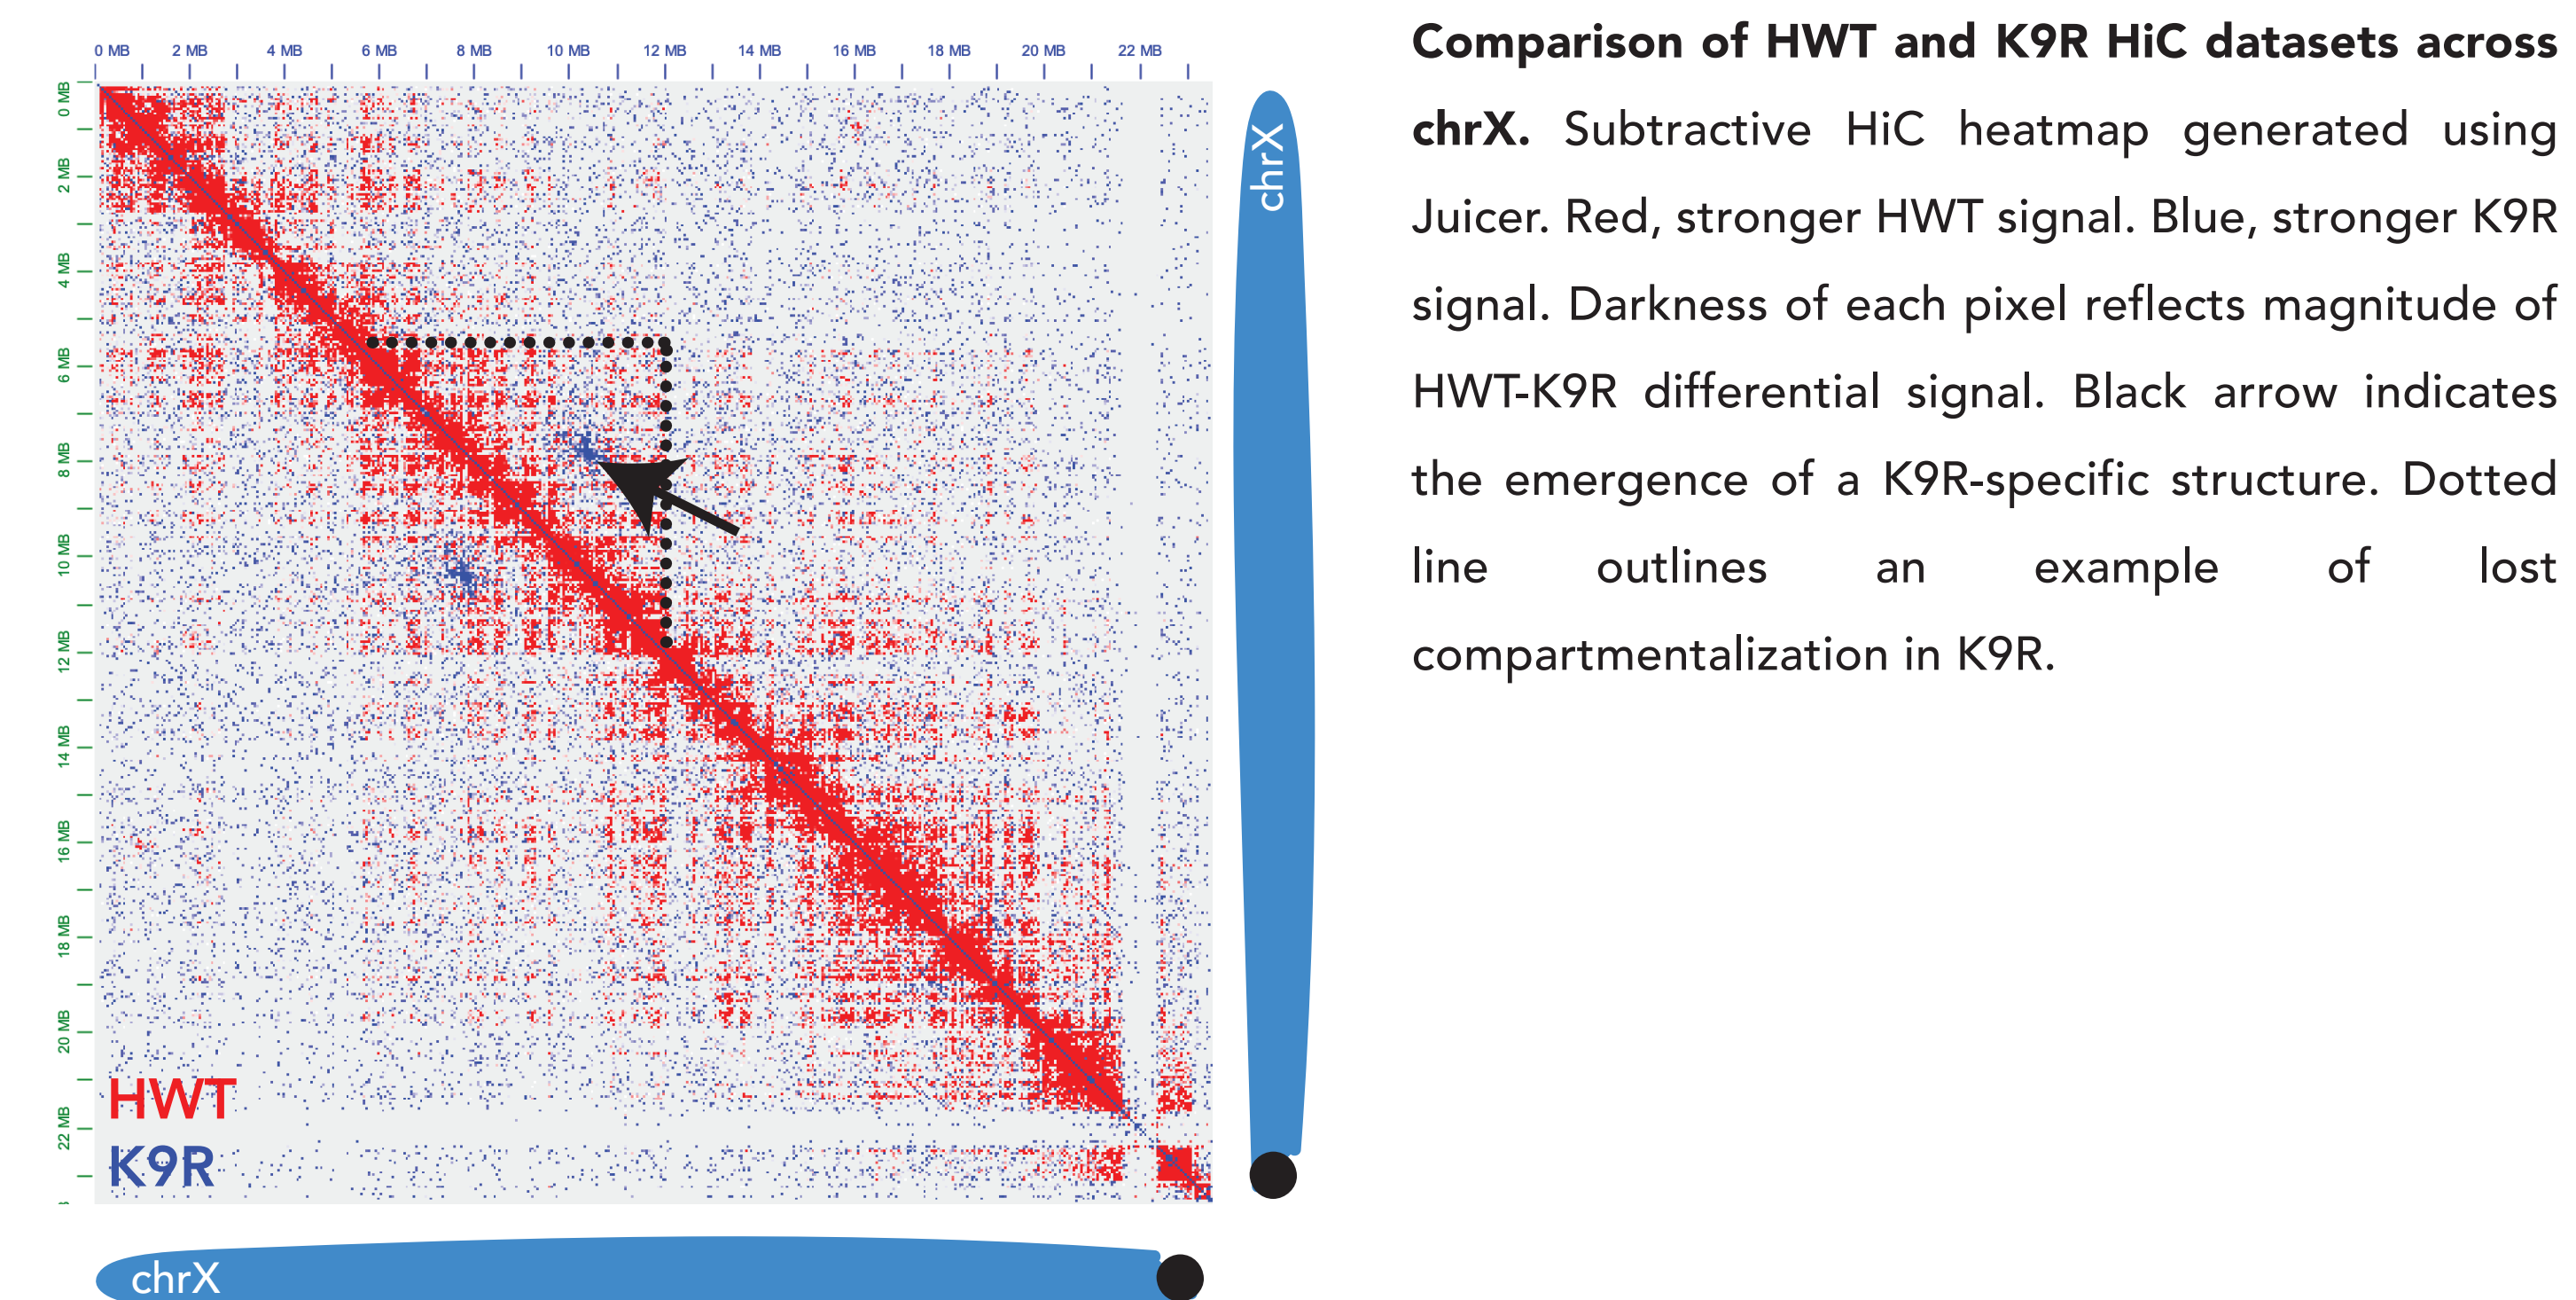 0 MB 2 MB 4 MB 6 MB 8 MB 10 MB 12 MB 14 MB 16 MB 18 MB 20 MB 22 MB
0 MB
2 MB
4 MB
6 MB
8 MB
10 MB
12 MB
14 MB
16 MB
18 MB
20 MB
22 MB
HWT
K9R
chrX
chrX
Comparison of HWT and K9R HiC datasets across
chrX. Subtractive HiC heatmap generated using
Juicer. Red, stronger HWT signal. Blue, stronger K9R
signal. Darkness of each pixel reflects magnitude of
HWT-K9R differential signal. Black arrow indicates
the emergence of a K9R-specific structure. Dotted
line outlines an example of lost
compartmentalization in K9R.